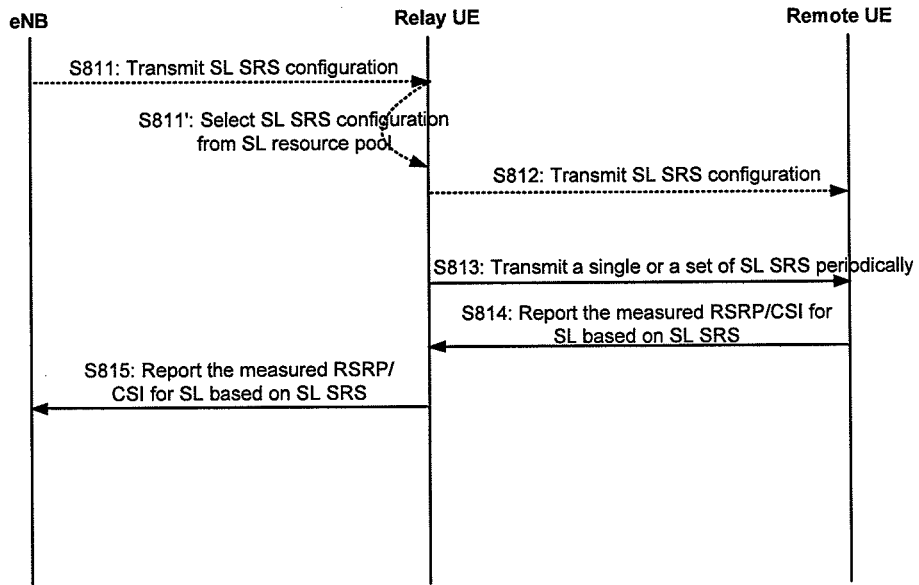 eNB
Relay UE
Remote UE
S811: Transmit SL SRS configuration
S811': Select SL SRS configuration
from SL resource pool
S812: Transmit SL SRS configuration
S813: Transmit a single or a set of SL SRS periodically
S814: Report the measured RSRP/CSI for
SL based on SL SRS
S815: Report the measured RSRP/
CSI for SL based on SL SRS